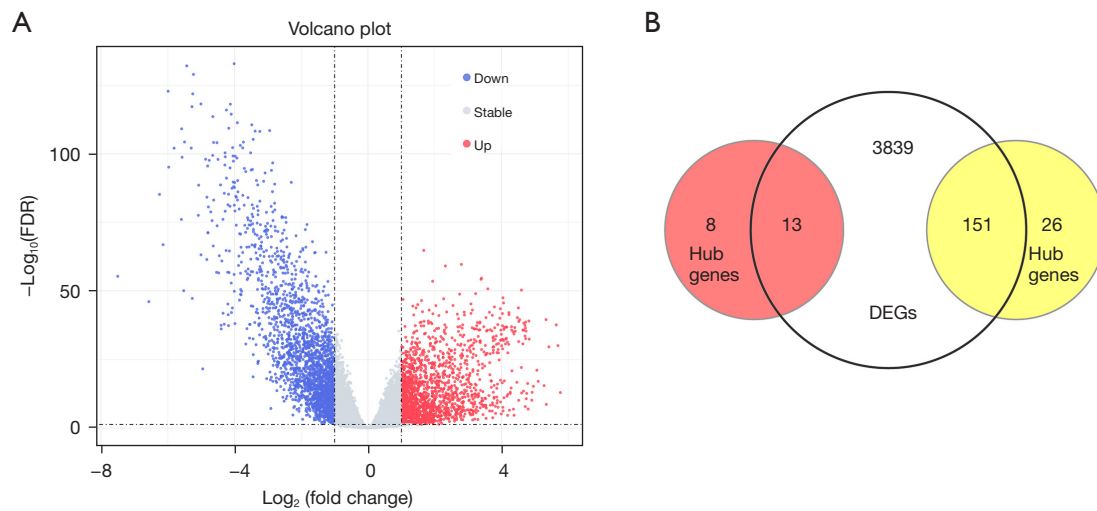 A
Volcano plot
Down
Stable
Up
100
50
0
−Log10(FDR)
−8
−4
0
4
Log2 (fold change)
B
3839
8
13
151
26
Hub
genes
Hub
genes
DEGs